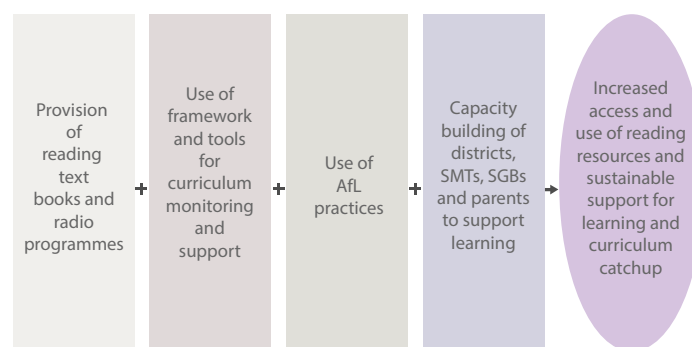 Provision
of
reading
text
books and
radio
programmes
+
Use of
framework
and tools
for
curriculum
monitoring
and
support
+
Use of
AfL
practices
+
Capacity
building of
districts,
SMTs, SGBs
and parents
to support
learning
Increased
access and
use of reading
resources and
sustainable
support for
learning and
curriculum
catchup